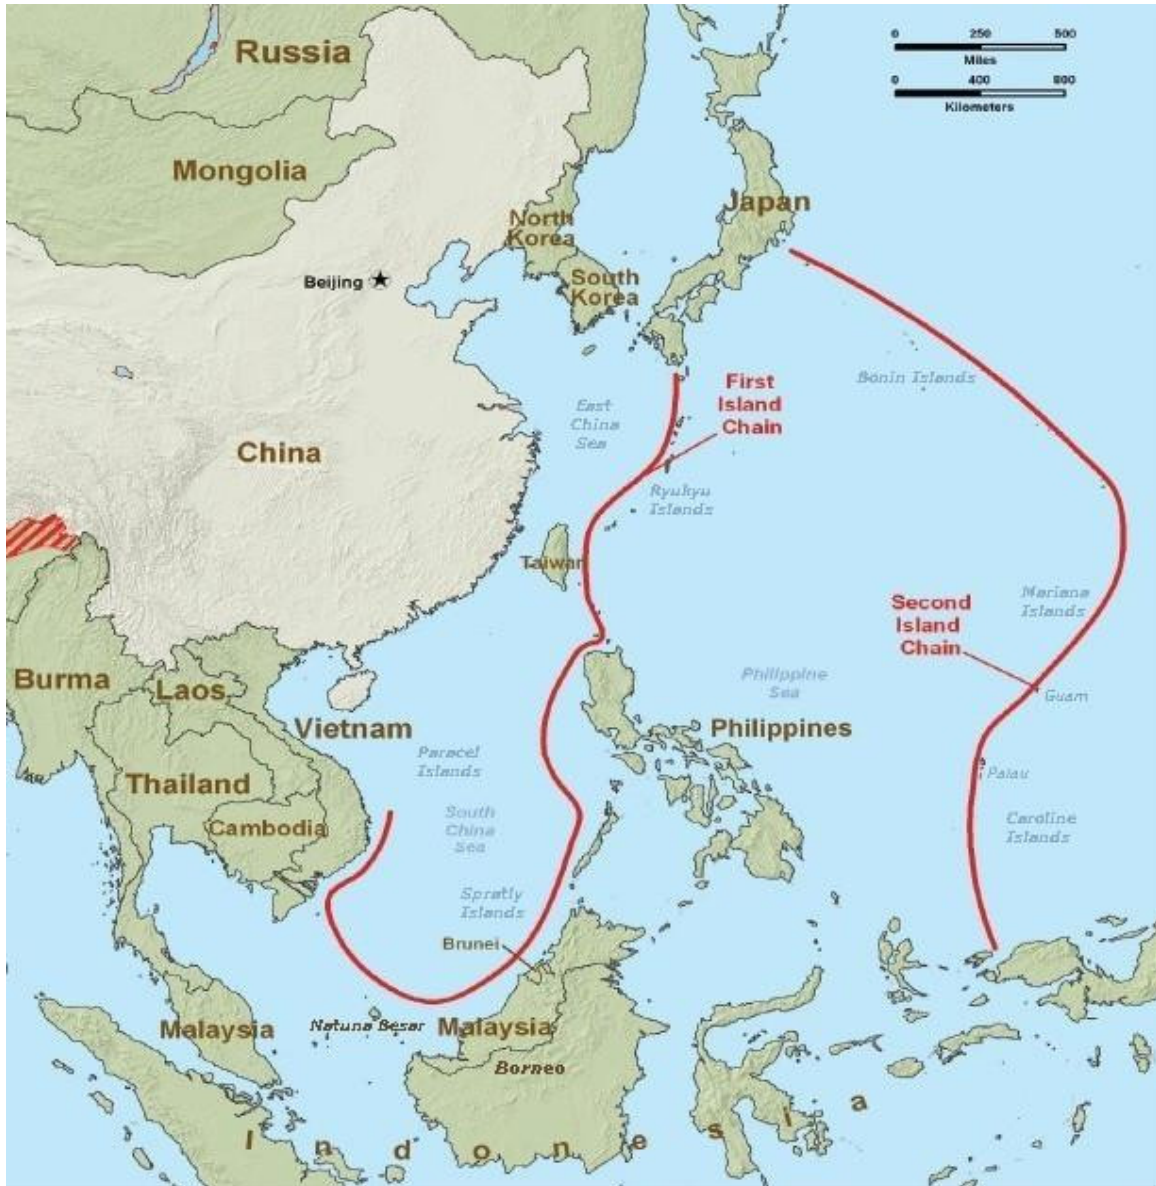 Russia
0 250 500
Miles
0 400 800
Kilometers
Mongolia
Japan
North
Korea
South
Korea
Beijing
East
China
Sea
First
Island
Chain
Bonin Islands
China
Ryukyu
Islands
Taiwan
Mariana
Islands
Second
Island
Chain
Burma
Laos
Vietnam
Philippine
Sea
Guam
Philippines
Paracel
Islands
Thailand
Palau
South
China
Sea
Cambodia
Caroline
Islands
Spratly
Islands
Brunei
Malaysia
Natuna Besar
Malaysia
Borneo
Indonesia